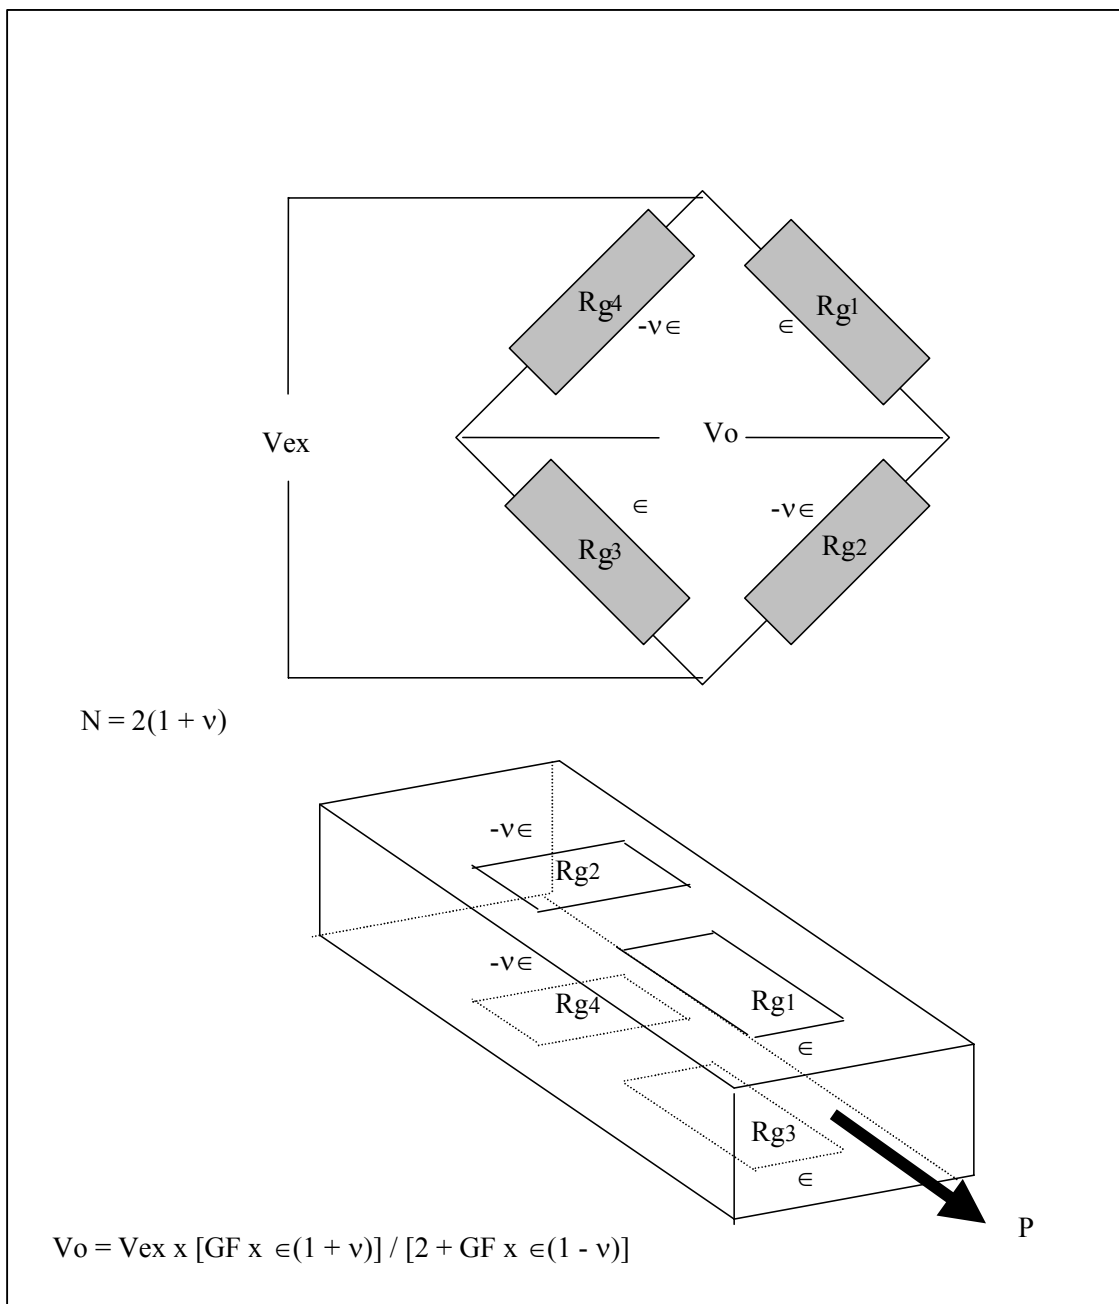 Rg4
Rg1
-ν∈
∈
Vex
Vo
∈
-ν∈
Rg3
Rg2
N = 2(1 + ν)
-ν∈
Rg2
-ν∈
Rg4
Rg1
∈
Rg3
∈
P
Vo = Vex x [GF x ∈(1 + ν)] / [2 + GF x ∈(1 - ν)]